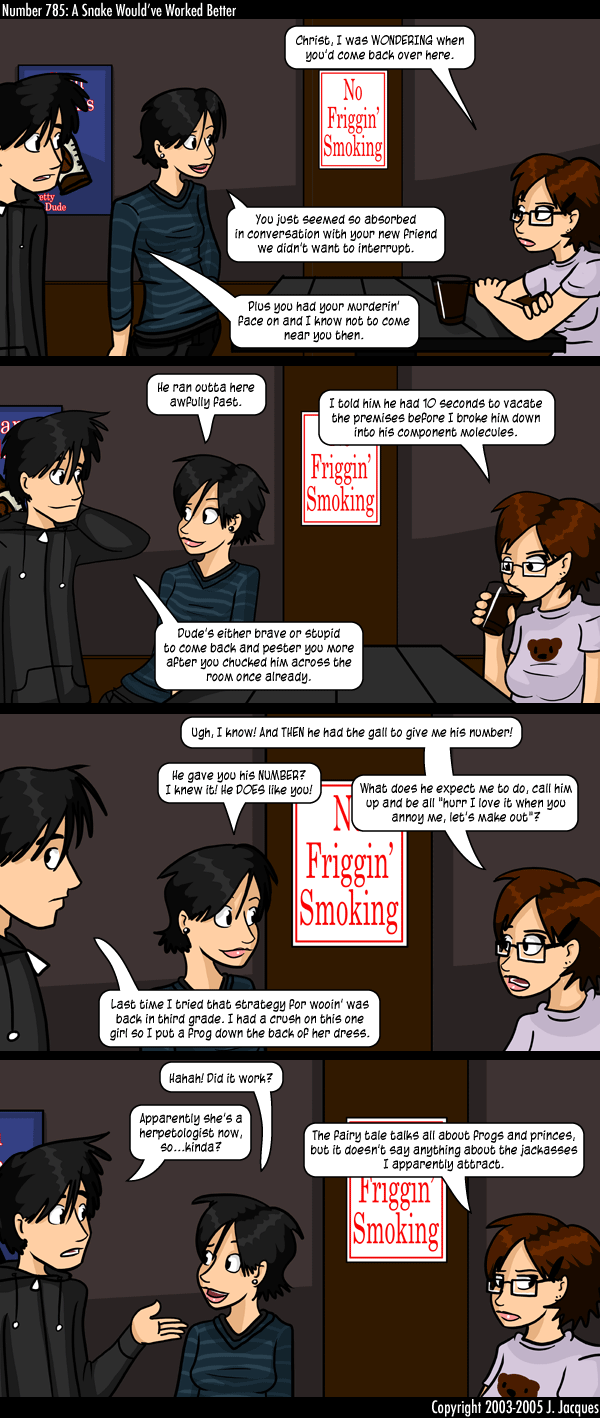 Number 785: A Snake Would've Worked Better
Christ, I was WONDERING when
you'd come back over here.
No
Friggin'
Smoking
You just seemed so absorbed
in conversation with your new friend
we didn't want to interrupt.
Plus you had your murderin'
face on and I know not to come
near you then.
etty
Dude
He ran outta here
awfully fast.
I told him he had 10 seconds to vacate
the premises before I broke him down
into his component molecules.
Friggin'
Smoking
Dude's either brave or stupid
to come back and pester you more
after you chucked him across the
room once already.
Ugh, I know! And THEN he had the gall to give me his number!
He gave you his NUMBER?
I knew it! He DOES like you!
What does he expect me to do, call him
up and be all "hurr I love it when you
annoy me, let's make out"?
N
Friggin'
Smoking
Last time I tried that strategy for wooin' was
back in third grade. I had a crush on this one
girl so I put a frog down the back of her dress.
Hahah! Did it work?
Apparently she's a
herpetologist now,
so...kinda?
The fairy tale talks all about frogs and princes,
but it doesn't say anything about the jackasses
I apparently attract.
Friggin'
Smoking
Copyright 2003-2005 J. Jacques